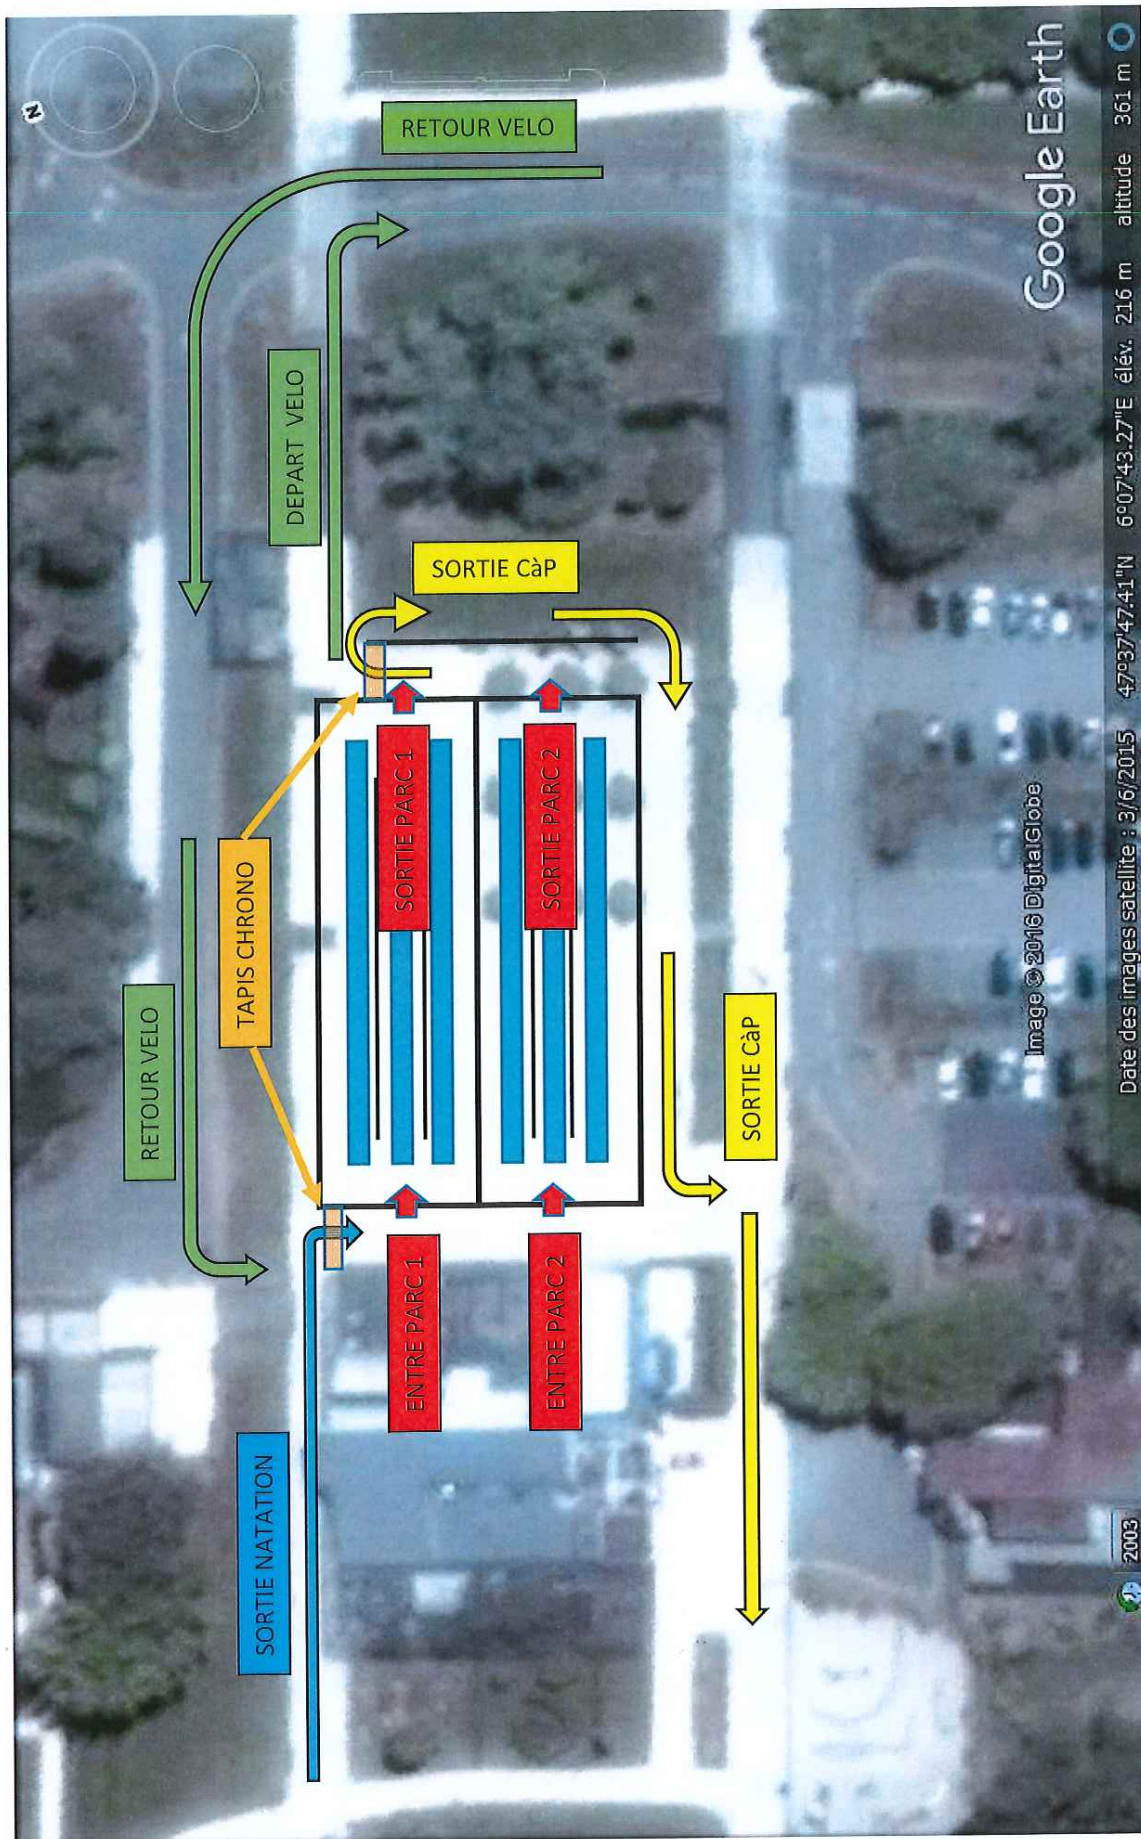 RETOUR VELO
DEPART VELO
SORTIE CàP
TAPIS CHRONO
RETOUR VELO
SORTIE PARC 1
SORTIE PARC 2
SORTIE NATATION
ENTRE PARC 1
ENTRE PARC 2
SORTIE CàP
N
Google Earth
Image © 2016 DigitalGlobe
2003
Date des images satellite : 3/6/2015 47°37'47.41"N 6°07'43.27"E élév. 216 m altitude 361 m